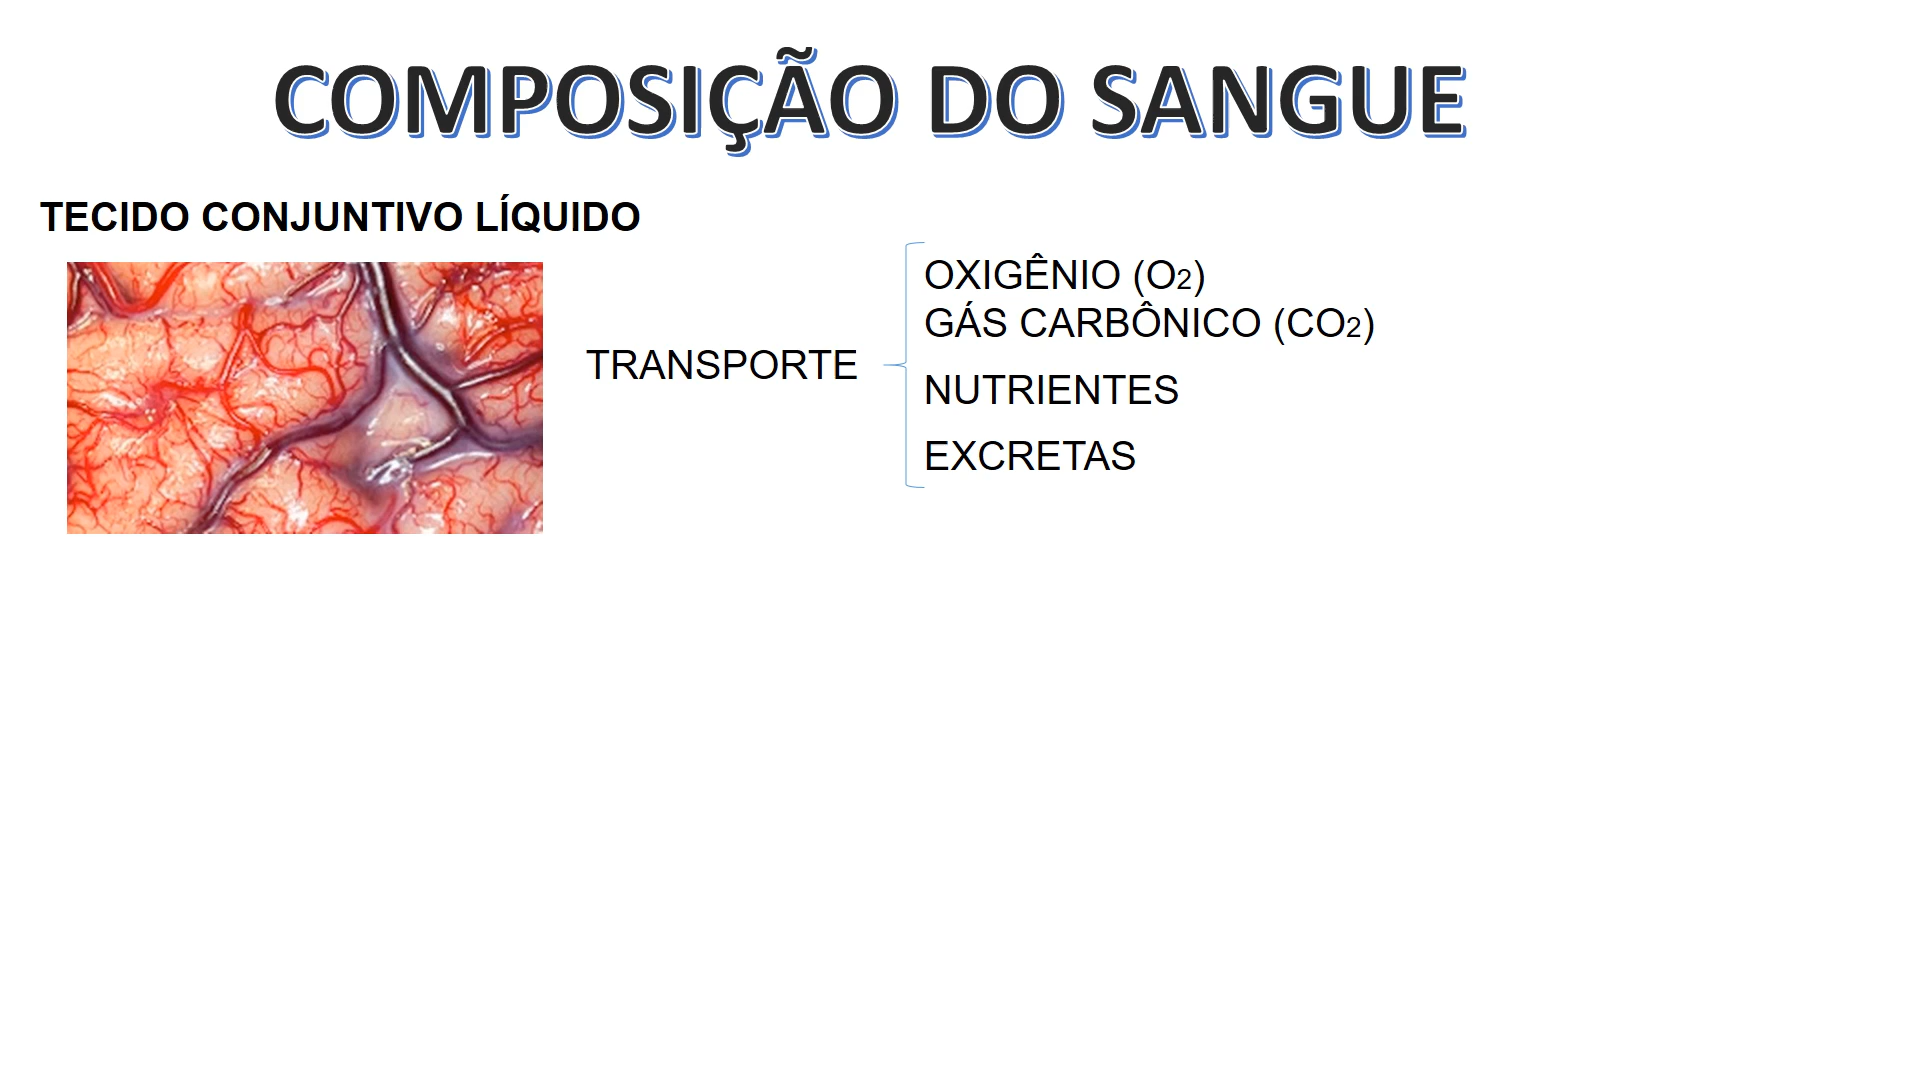 COMPOSIÇÃO DO SANGUE
TECIDO CONJUNTIVO LÍQUIDO
TRANSPORTE
OXIGÊNIO (O2)
GÁS CARBÔNICO (CO2)
NUTRIENTES
EXCRETAS